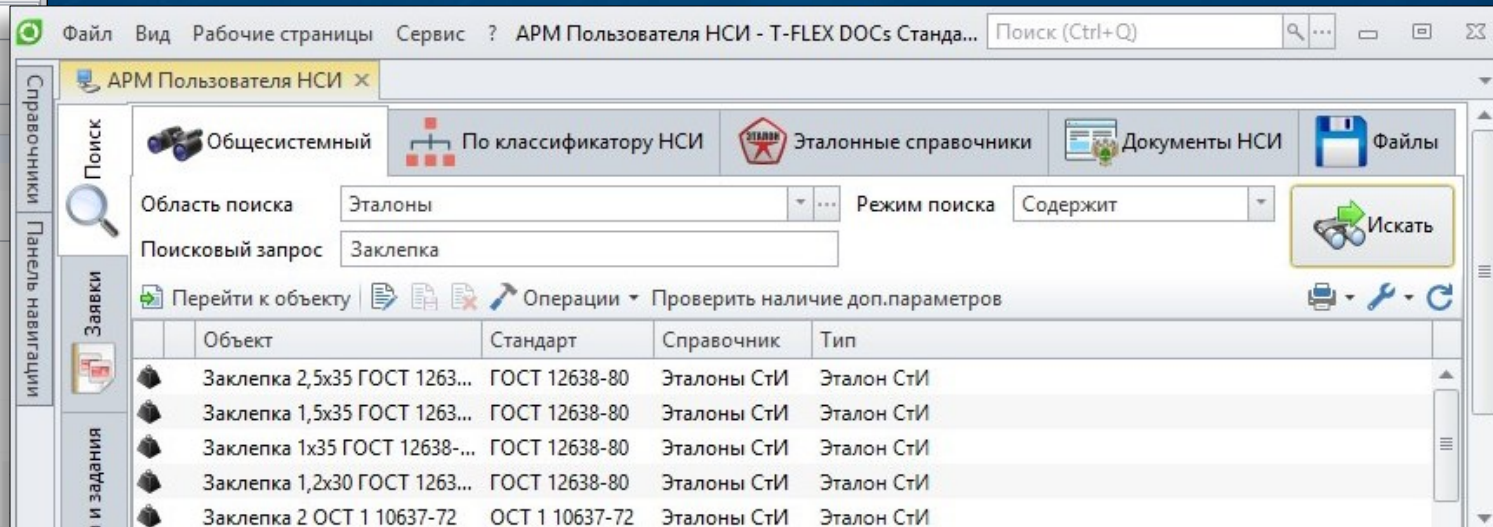 Файл Вид Рабочие страницы Сервис ? АРМ Пользователя НСИ - T-FLEX DOCs Станда... Поиск (Ctrl+Q)
АРМ Пользователя НСИ
Справочники
Панель навигации
Поиск
Заявки
и задания
Общесистемный По классификатору НСИ ЭТАЛОН Эталонные справочники Документы НСИ Файлы
Область поиска Эталоны Режим поиска Содержит Искать
Поисковый запрос Заклепка
Перейти к объекту Операции Проверить наличие доп.параметров
Объект Стандарт Справочник Тип
Заклепка 2,5х35 ГОСТ 1263... ГОСТ 12638-80 Эталоны СтИ Эталон СтИ
Заклепка 1,5х35 ГОСТ 1263... ГОСТ 12638-80 Эталоны СтИ Эталон СтИ
Заклепка 1х35 ГОСТ 12638-... ГОСТ 12638-80 Эталоны СтИ Эталон СтИ
Заклепка 1,2х30 ГОСТ 1263... ГОСТ 12638-80 Эталоны СтИ Эталон СтИ
Заклепка 2 ОСТ 1 10637-72 ОСТ 1 10637-72 Эталоны СтИ Эталон СтИ